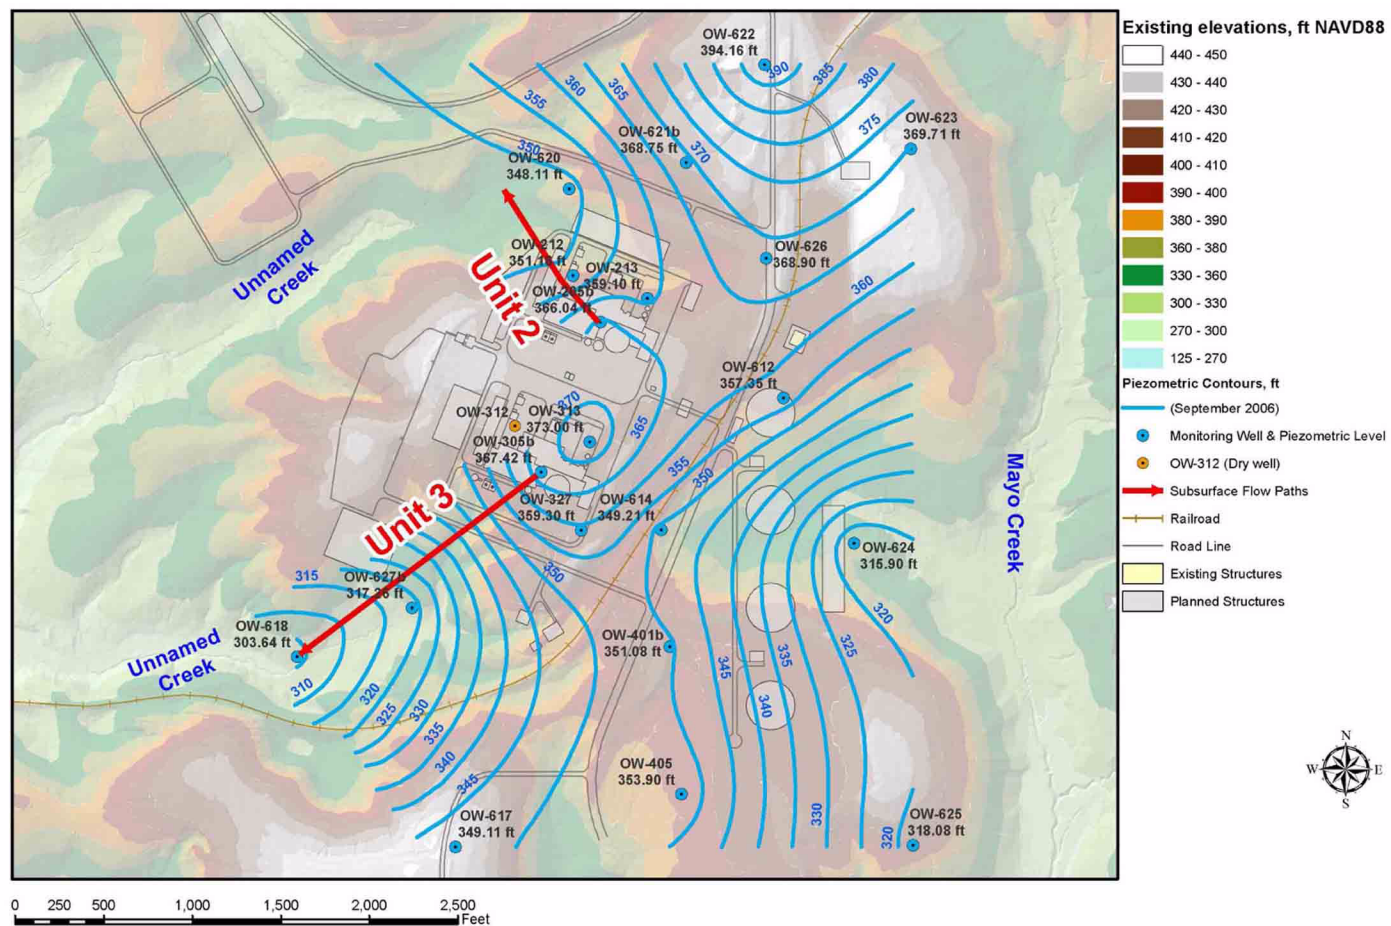 OW-622
394.16 ft
390
385
380
360
355
365
375
OW-623
369.71 ft
OW-621b
368.75 ft
370
350
OW-620
348.11 ft
Unnamed
Creek
OW-212
OW-213
359.10 ft
366.04 ft
Unit 2
OW-626
368.90 ft
360
OW-612
357.35 ft
370
OW-312
OW-313
373.00 ft
365
OW-305b
367.42 ft
355
350
Mayo Creek
Unit 3
OW-327
359.30 ft
OW-614
349.21 ft
OW-624
315.90 ft
350
315
OW-627b
320
OW-618
303.64 ft
OW-401b
351.08 ft
325
335
345
Unnamed
Creek
310
320
325
330
335
340
340
345
OW-405
353.90 ft
330
OW-617
349.11 ft
OW-625
318.08 ft
320
Existing elevations, ft NAVD88
440 - 450
430 - 440
420 - 430
410 - 420
400 - 410
390 - 400
380 - 390
360 - 380
330 - 360
300 - 330
270 - 300
125 - 270
Piezometric Contours, ft
(September 2006)
Monitoring Well & Piezometric Level
OW-312 (Dry well)
Subsurface Flow Paths
Railroad
Road Line
Existing Structures
Planned Structures
N
W
E
S
0 250 500 1,000 1,500 2,000 2,500
Feet